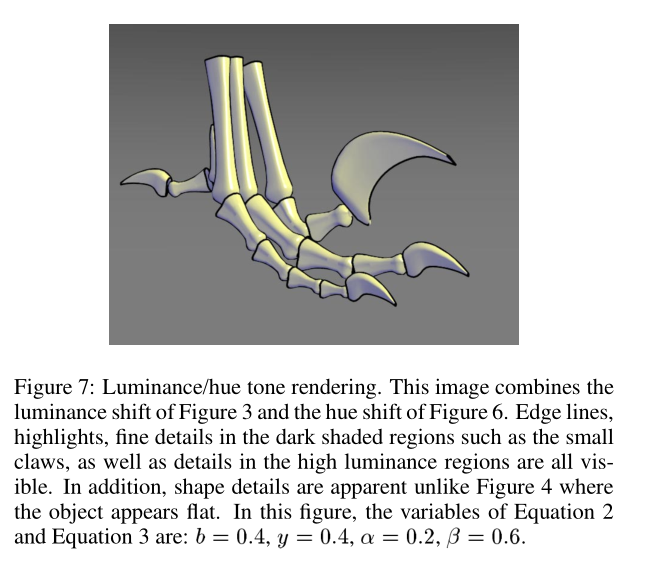 Figure 7: Luminance/hue tone rendering. This image combines the
luminance shift of Figure 3 and the hue shift of Figure 6. Edge lines,
highlights, fine details in the dark shaded regions such as the small
claws, as well as details in the high luminance regions are all vis-
ible. In addition, shape details are apparent unlike Figure 4 where
the object appears flat. In this figure, the variables of Equation 2
and Equation 3 are: b = 0.4, y = 0.4, α = 0.2, β = 0.6.